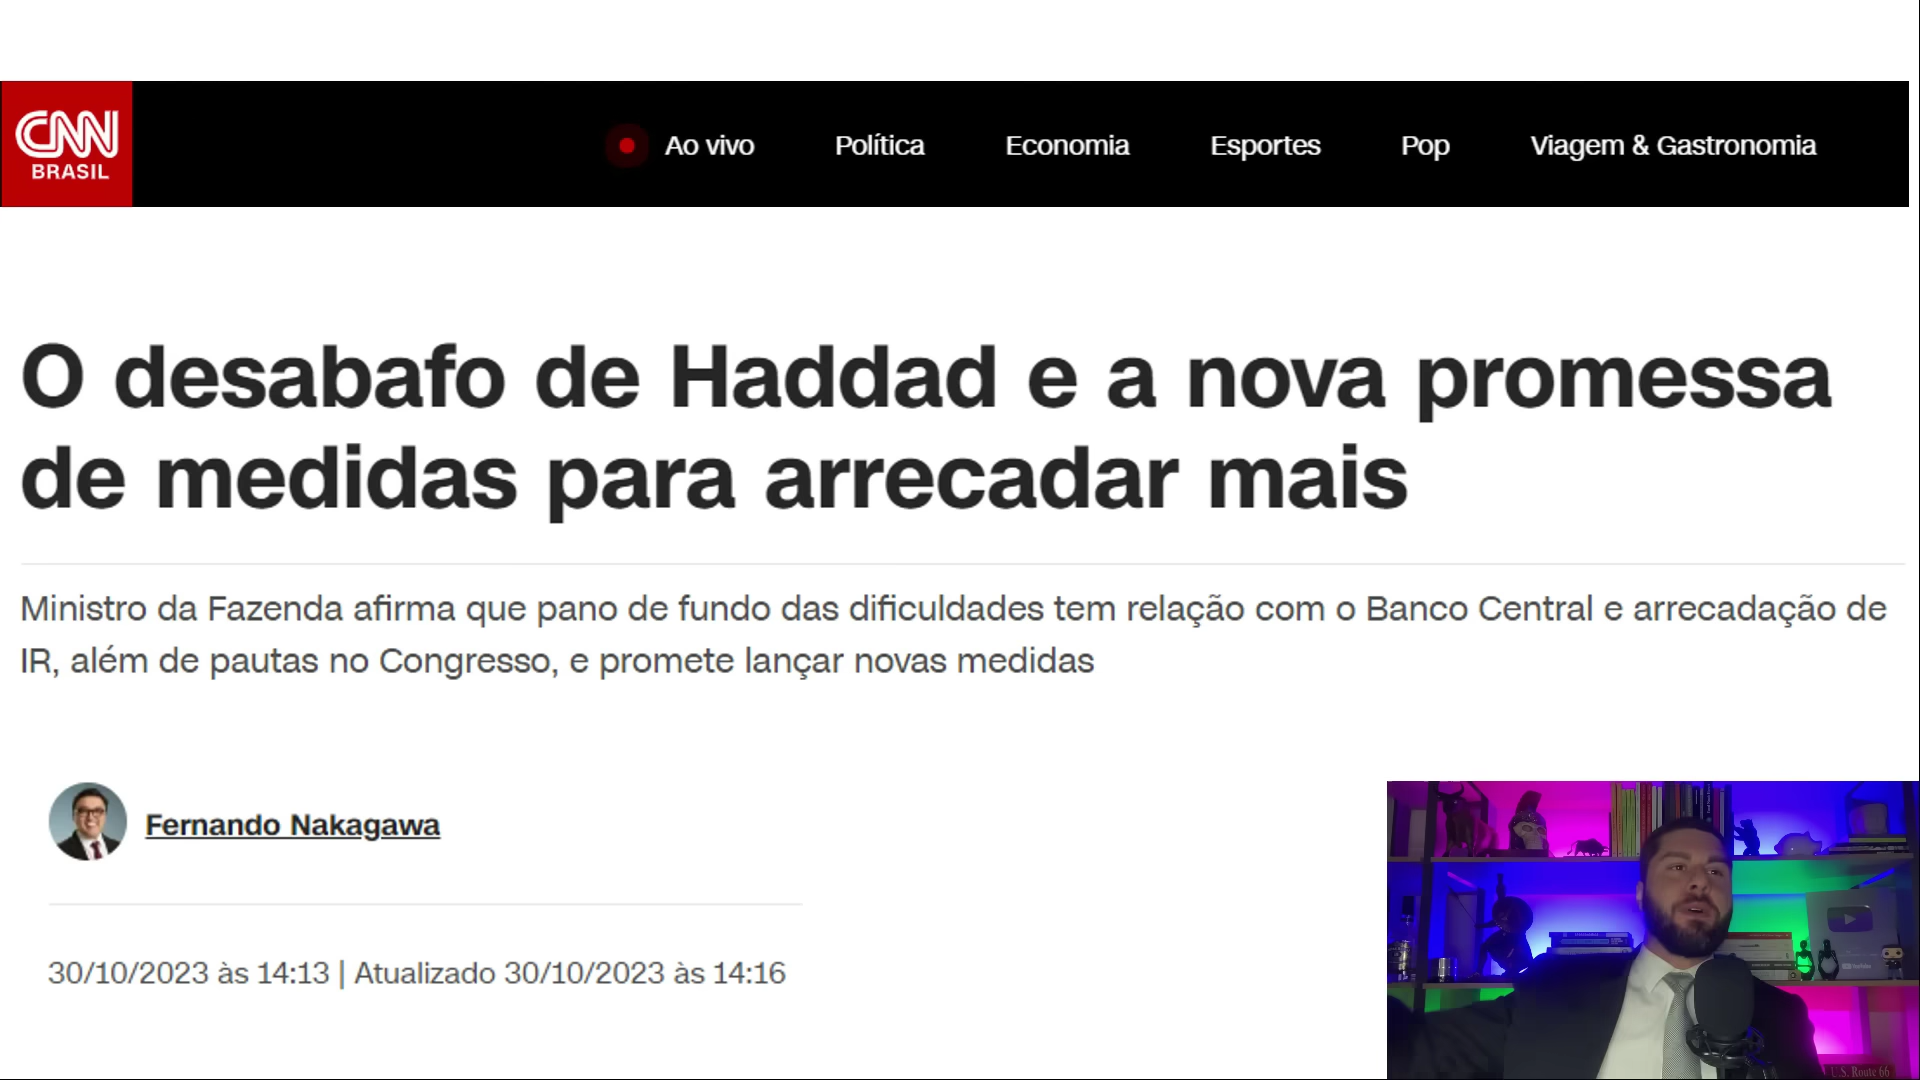 CNN
BRASIL
Ao vivo Política Economia Esportes Pop Viagem & Gastronomia
O desabafo de Haddad e a nova promessa
de medidas para arrecadar mais
Ministro da Fazenda afirma que pano de fundo das dificuldades tem relação com o Banco Central e arrecadação de
IR, além de pautas no Congresso, e promete lançar novas medidas
Fernando Nakagawa
30/10/2023 às 14:13 | Atualizado 30/10/2023 às 14:16
U.S. Route 66